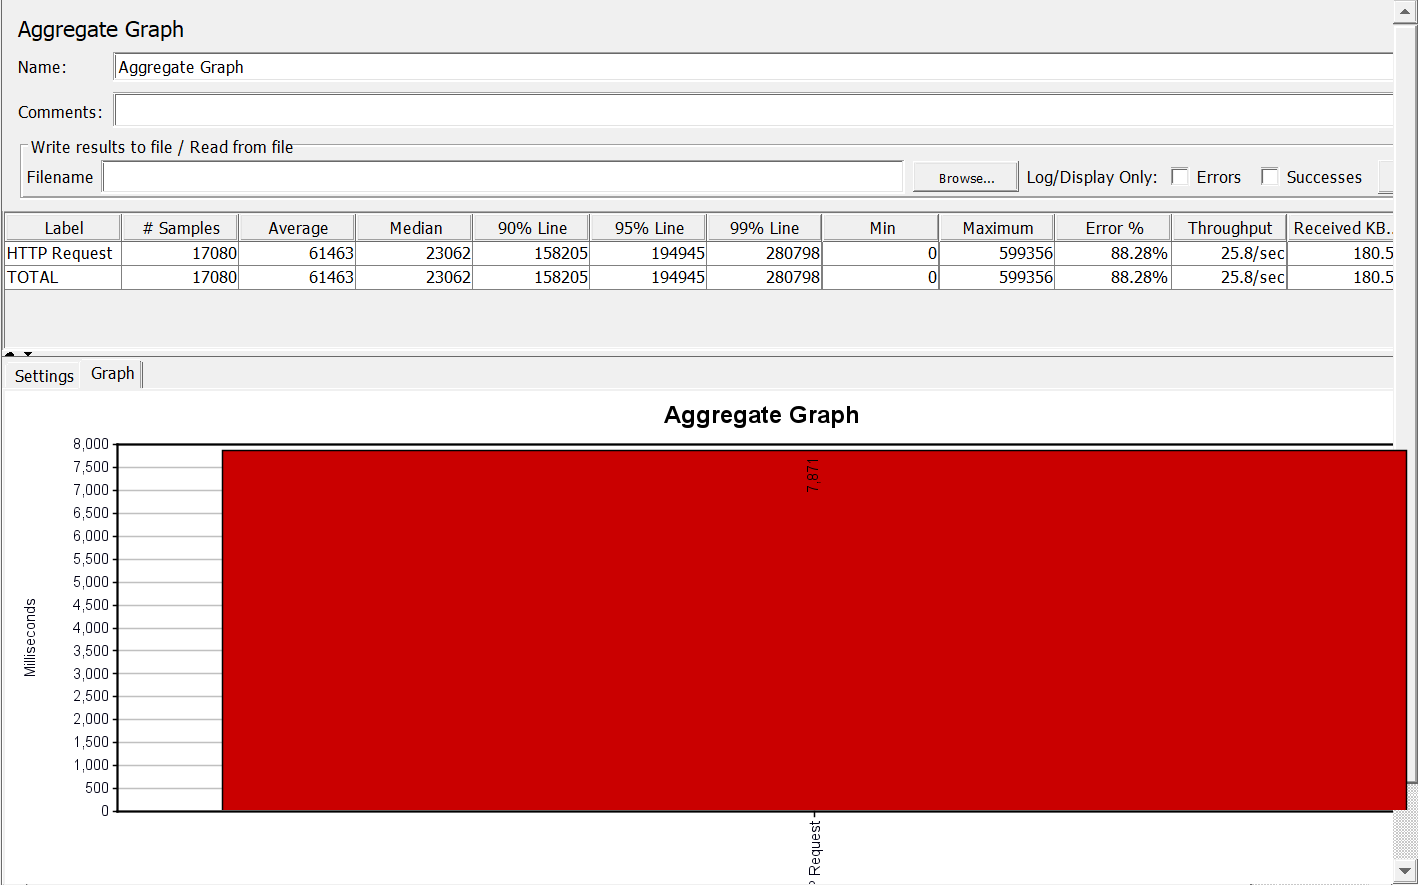 Aggregate Graph
Name: Aggregate Graph
Comments:
Write results to file / Read from file
Filename Browse... Log/Display Only: Errors Successes
Label # Samples Average Median 90% Line 95% Line 99% Line Min Maximum Error % Throughput Received KB..
HTTP Request 17080 61463 23062 158205 194945 280798 0 599356 88.28% 25.8/sec 180.5
TOTAL 17080 61463 23062 158205 194945 280798 0 599356 88.28% 25.8/sec 180.5
Settings Graph
Aggregate Graph
8,000
7,500
7,000
6,500
6,000
5,500
5,000
4,500
4,000
3,500
3,000
2,500
2,000
1,500
1,000
500
0
Milliseconds
7,871
Request